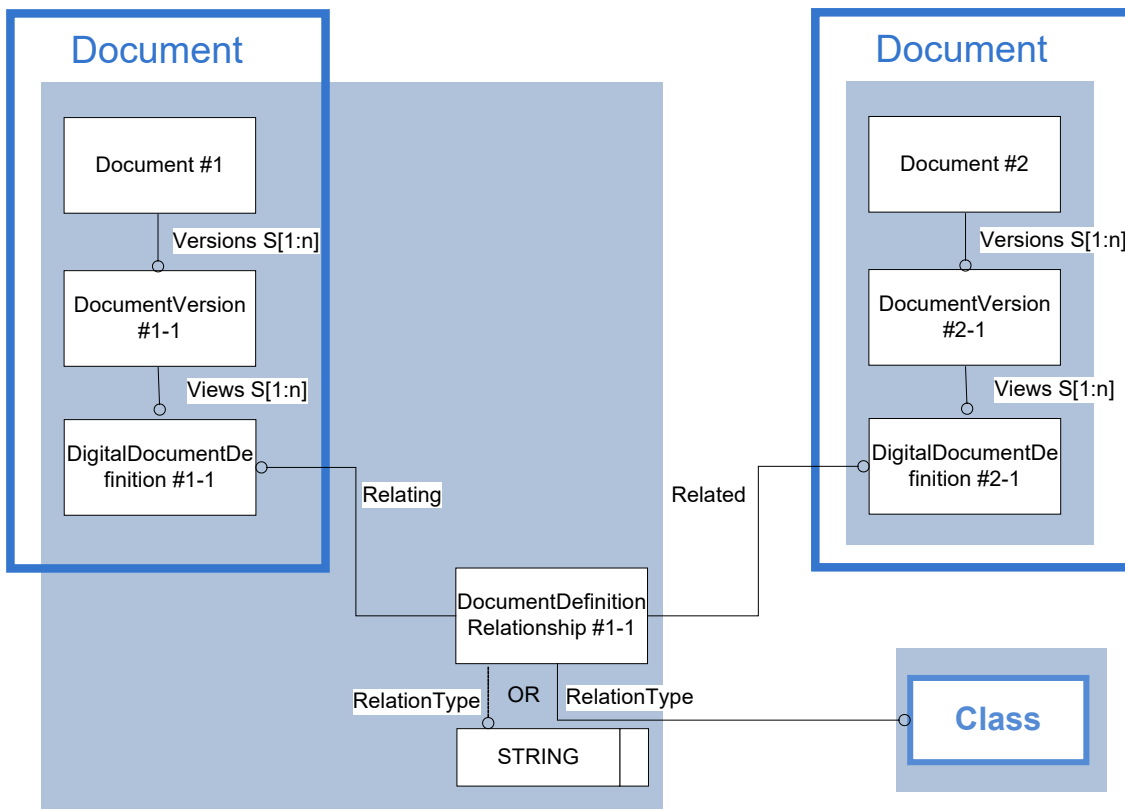 Document
Document #1
Versions S[1:n]
DocumentVersion
#1-1
Views S[1:n]
DigitalDocumentDe
finition #1-1
Relating
Document
Document #2
Versions S[1:n]
DocumentVersion
#2-1
Views S[1:n]
DigitalDocumentDe
finition #2-1
Related
DocumentDefinition
Relationship #1-1
RelationType
OR
RelationType
STRING
Class